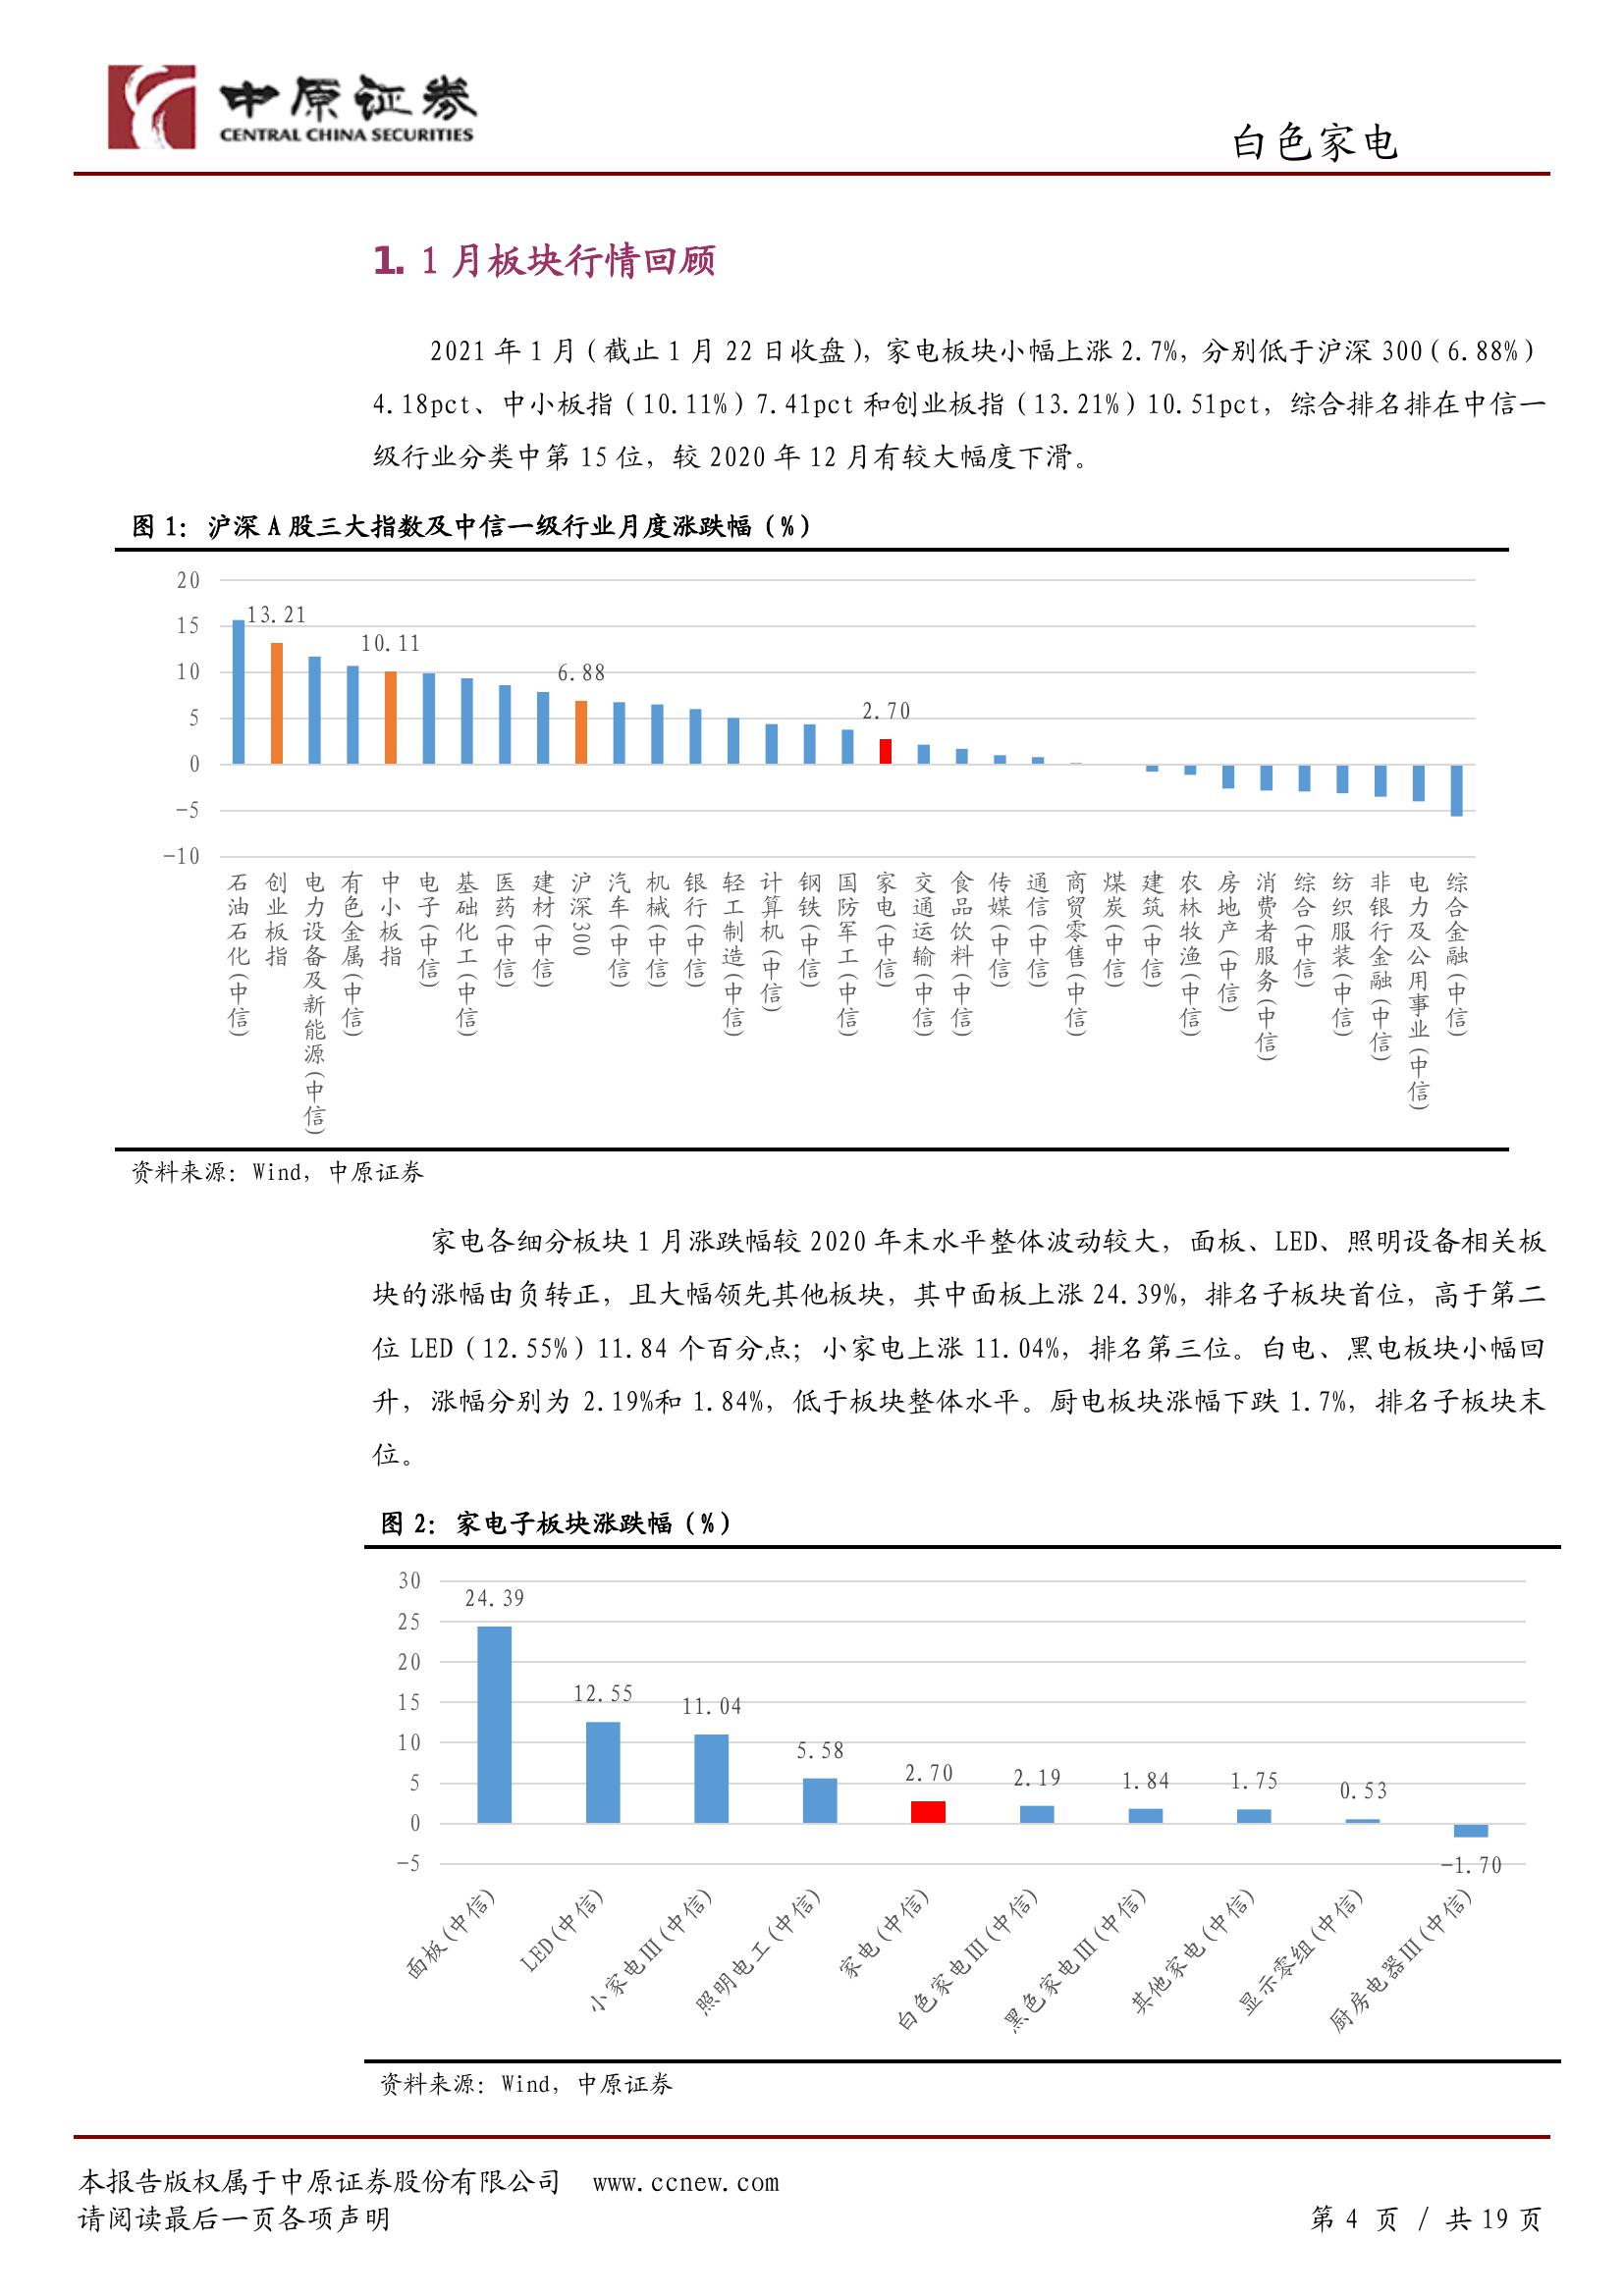 中原证券
CENTRAL CHINA SECURITIES
白色家电
1. 1 月板块行情回顾
2021 年 1 月（截止 1 月 22 日收盘），家电板块小幅上涨 2.7%，分别低于沪深 300（6.88%）
4.18pct、中小板指（10.11%）7.41pct 和创业板指（13.21%）10.51pct，综合排名排在中信一
级行业分类中第 15 位，较 2020 年 12 月有较大幅度下滑。
图 1：沪深 A 股三大指数及中信一级行业月度涨跌幅（%）
20
15
10
5
0
-5
-10
13.21
10.11
6.88
2.70
石油石化(中信)
创业板指
电力设备及新能源(中信)
有色金属(中信)
中小板指
电子(中信)
基础化工(中信)
医药(中信)
建材(中信)
沪深300
汽车(中信)
机械(中信)
银行(中信)
轻工制造(中信)
计算机(中信)
钢铁(中信)
国防军工(中信)
家电(中信)
交通运输(中信)
食品饮料(中信)
传媒(中信)
通信(中信)
商贸零售(中信)
煤炭(中信)
建筑(中信)
农林牧渔(中信)
房地产(中信)
消费者服务(中信)
综合(中信)
纺织服装(中信)
非银行金融(中信)
电力及公用事业(中信)
综合金融(中信)
资料来源：Wind，中原证券
家电各细分板块 1 月涨跌幅较 2020 年末水平整体波动较大，面板、LED、照明设备相关板
块的涨幅由负转正，且大幅领先其他板块，其中面板上涨 24.39%，排名子板块首位，高于第二
位 LED（12.55%）11.84 个百分点；小家电上涨 11.04%，排名第三位。白电、黑电板块小幅回
升，涨幅分别为 2.19%和 1.84%，低于板块整体水平。厨电板块涨幅下跌 1.7%，排名子板块末
位。
图 2：家电子板块涨跌幅（%）
30
25
20
15
10
5
0
-5
24.39
12.55
11.04
5.58
2.70
2.19
1.84
1.75
0.53
-1.70
面板(中信)
LED(中信)
小家电Ⅲ(中信)
照明电工(中信)
家电(中信)
白色家电Ⅲ(中信)
黑色家电Ⅲ(中信)
其他家电(中信)
显示零组(中信)
厨房电器Ⅲ(中信)
资料来源：Wind，中原证券
本报告版权属于中原证券股份有限公司 www.ccnew.com
请阅读最后一页各项声明
第 4 页 / 共 19 页